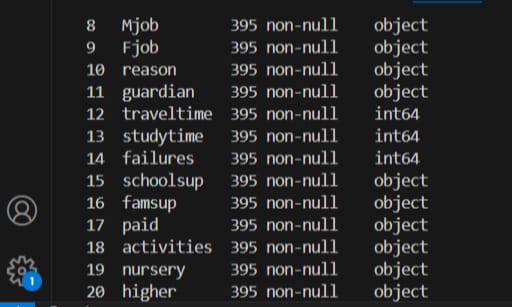 8 Mjob 395 non-null object
9 Fjob 395 non-null object
10 reason 395 non-null object
11 guardian 395 non-null object
12 traveltime 395 non-null int64
13 studytime 395 non-null int64
14 failures 395 non-null int64
15 schoolsup 395 non-null object
16 famsup 395 non-null object
17 paid 395 non-null object
18 activities 395 non-null object
19 nursery 395 non-null object
20 higher 395 non-null object
1